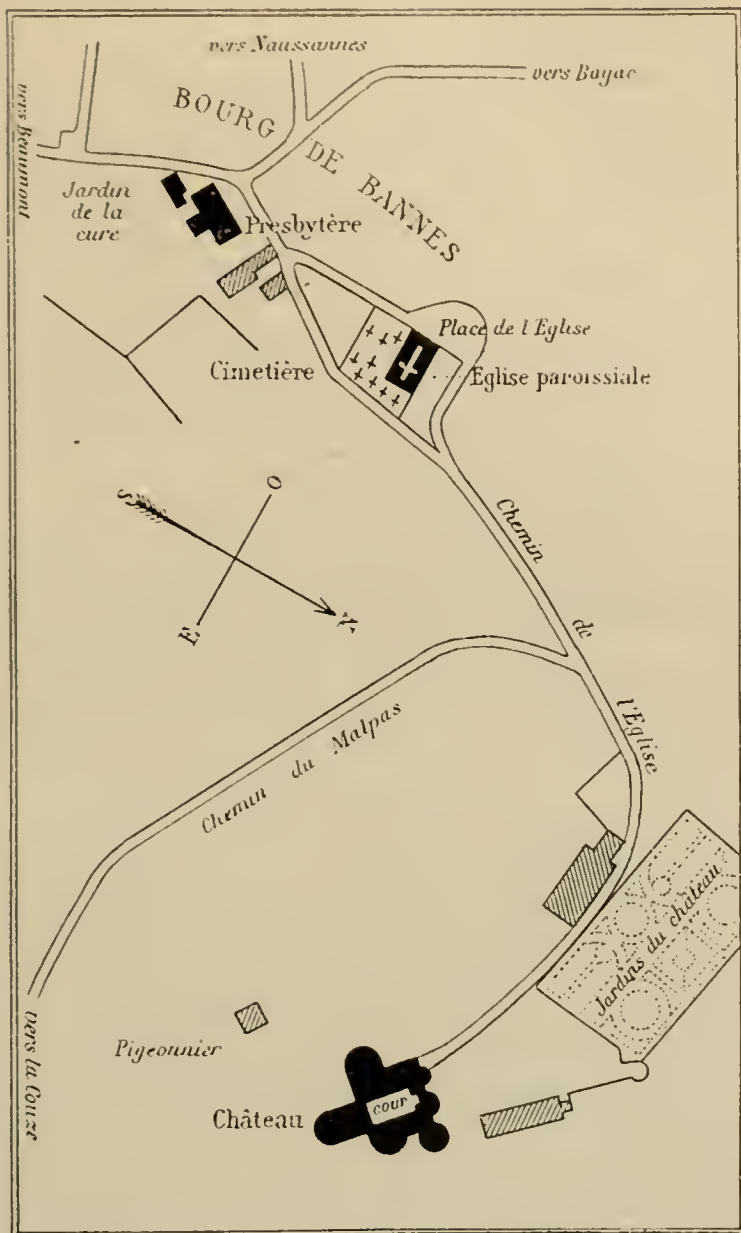 vers Naussannes
vers Bayac
BOURG
DE BANNES
vers Beaumont
Jardin
de la
cure
Presbytère
Place de l'Eglise
Cimetière
Eglise paroissiale
S
O
E
N
Chemin
de
l'Eglise
Chemin du Malpas
Jardins du château
vers la Couze
Pigeonnier
Château
cour